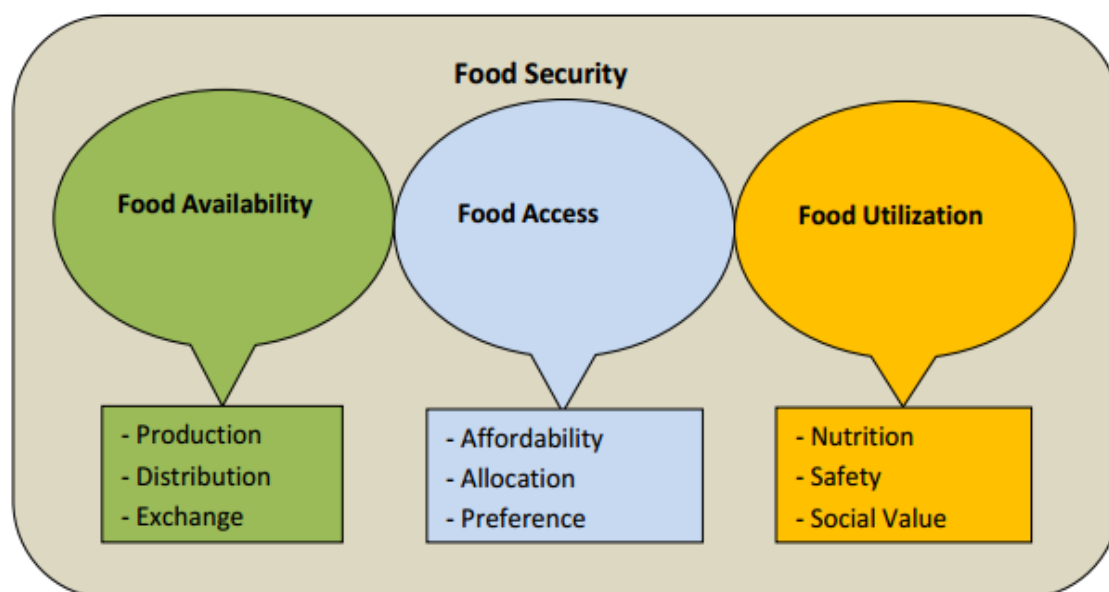 Food Security
Food Availability
Food Access
Food Utilization
- Production
- Distribution
- Exchange
- Affordability
- Allocation
- Preference
- Nutrition
- Safety
- Social Value